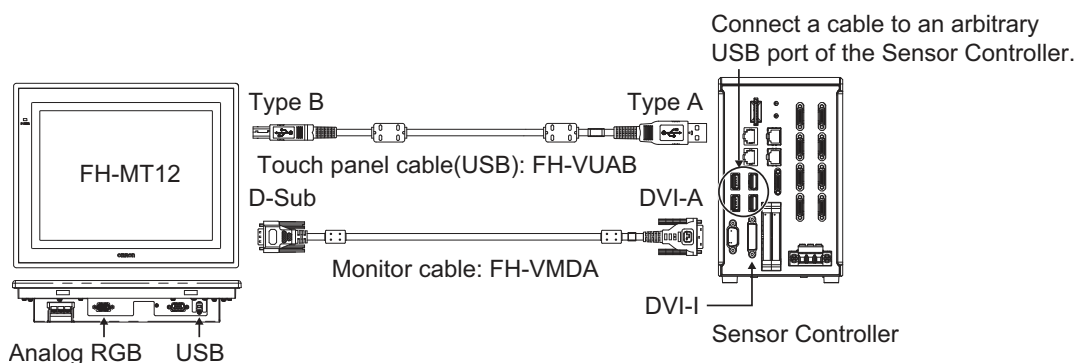 Connect a cable to an arbitrary
USB port of the Sensor Controller.
Type B
Type A
FH-MT12
Touch panel cable(USB): FH-VUAB
D-Sub
DVI-A
OMRON
Monitor cable: FH-VMDA
DVI-I
Sensor Controller
Analog RGB
USB